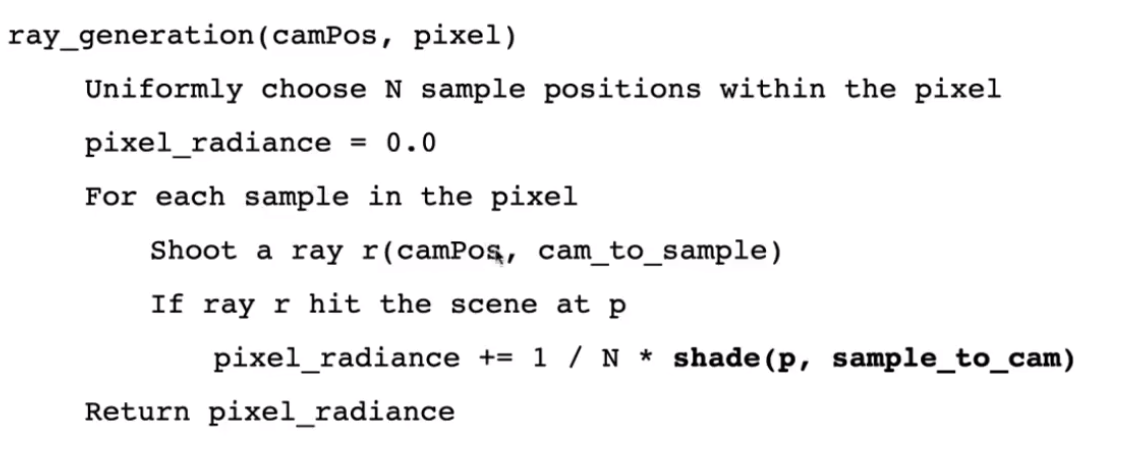 ray_generation(camPos, pixel)
Uniformly choose N sample positions within the pixel
pixel_radiance = 0.0
For each sample in the pixel
Shoot a ray r(camPos, cam_to_sample)
If ray r hit the scene at p
pixel_radiance += 1 / N * shade(p, sample_to_cam)
Return pixel_radiance